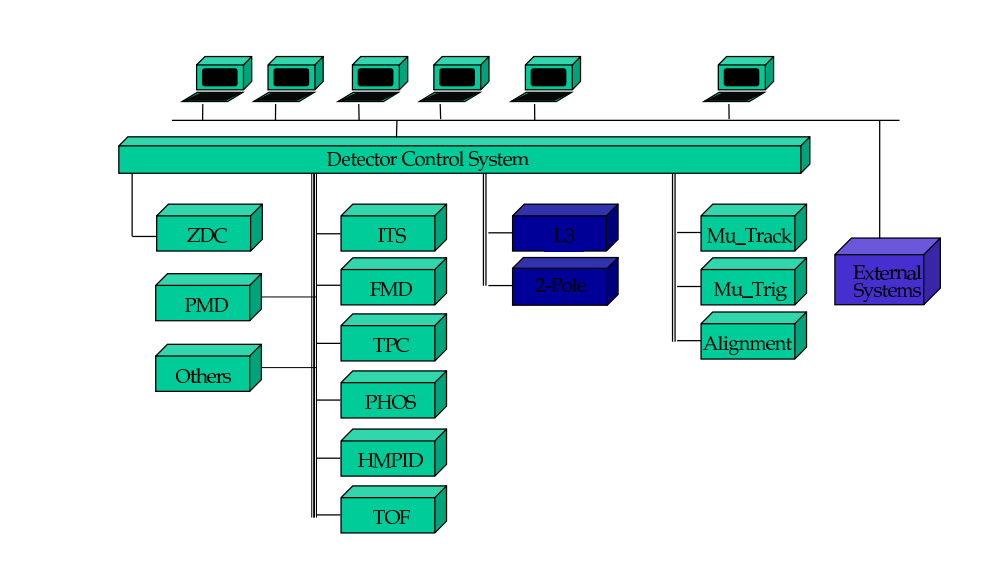 Detector Control System
ZDC
PMD
Others
ITS
FMD
TPC
PHOS
HMPID
TOF
L3
2-Pole
Mu_Track
Mu_Trig
Alignment
External
Systems